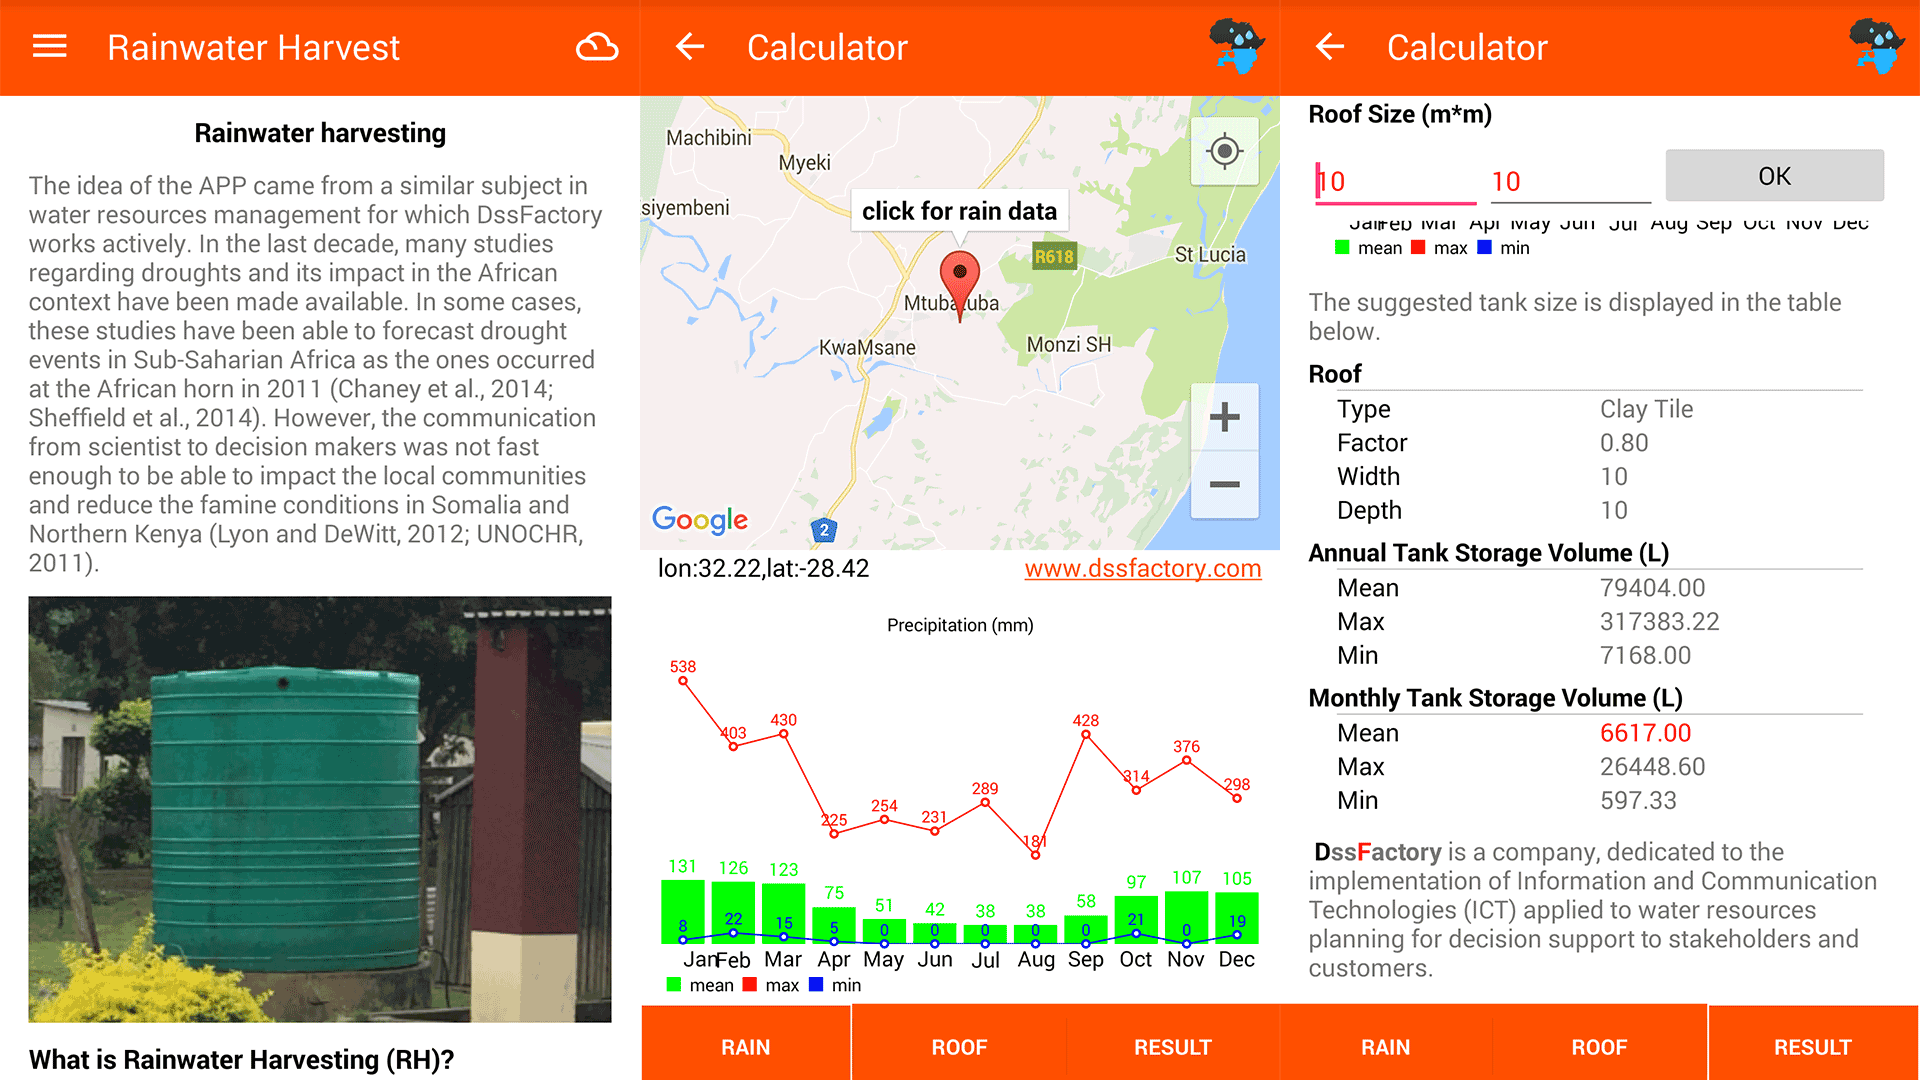 Rainwater Harvest
Rainwater harvesting
The idea of the APP came from a similar subject in
water resources management for which DssFactory
works actively. In the last decade, many studies
regarding droughts and its impact in the African
context have been made available. In some cases,
these studies have been able to forecast drought
events in Sub-Saharian Africa as the ones occurred
at the African horn in 2011 (Chaney et al., 2014;
Sheffield et al., 2014). However, the communication
from scientist to decision makers was not fast
enough to be able to impact the local communities
and reduce the famine conditions in Somalia and
Northern Kenya (Lyon and DeWitt, 2012; UNOCHR,
2011).
What is Rainwater Harvesting (RH)?
Calculator
Machibini
Myeki
siyembeni
click for rain data
R618
St Lucia
Mtubatuba
KwaMsane
Monzi SH
+
−
Google
2
lon:32.22,lat:-28.42
www.dssfactory.com
Precipitation (mm)
538
403
430
225
254
231
289
181
428
314
376
298
131 126 123 75 51 42 38 38 58 97 107 105
8 22 15 5 0 0 0 0 0 21 0 19
Jan Feb Mar Apr May Jun Jul Aug Sep Oct Nov Dec
mean max min
RAIN ROOF RESULT
Calculator
Roof Size (m*m)
10 10 OK
Jan Feb Mar Apr May Jun Jul Aug Sep Oct Nov Dec
mean max min
The suggested tank size is displayed in the table
below.
Roof
Type Clay Tile
Factor 0.80
Width 10
Depth 10
Annual Tank Storage Volume (L)
Mean 79404.00
Max 317383.22
Min 7168.00
Monthly Tank Storage Volume (L)
Mean 6617.00
Max 26448.60
Min 597.33
DssFactory is a company, dedicated to the
implementation of Information and Communication
Technologies (ICT) applied to water resources
planning for decision support to stakeholders and
customers.
RAIN ROOF RESULT